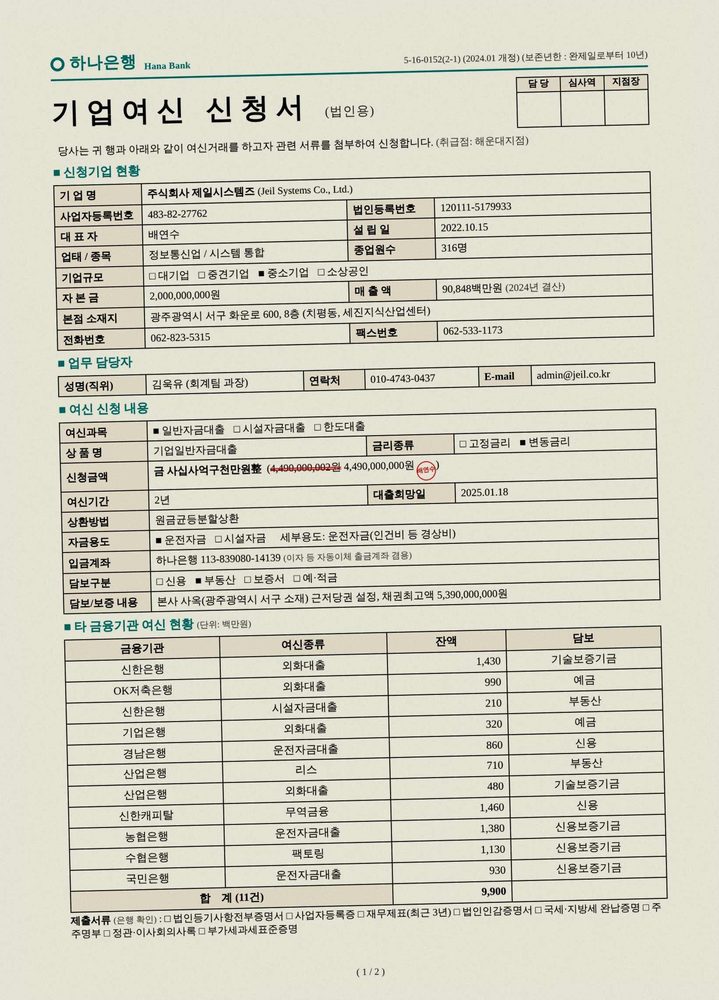 하나은행 Hana Bank
5-16-0152(2-1) (2024.01 개정) (보존년한 : 완제일로부터 10년)
기업여신 신청서 (법인용)
담 당 심사역 지점장
당사는 귀 행과 아래와 같이 여신거래를 하고자 관련 서류를 첨부하여 신청합니다. (취급점: 해운대지점)
■ 신청기업 현황
기 업 명 주식회사 제일시스템즈 (Jeil Systems Co., Ltd.)
사업자등록번호 483-82-27762 법인등록번호 120111-5179933
대 표 자 배연수 설 립 일 2022.10.15
업태 / 종목 정보통신업 / 시스템 통합 종업원수 316명
기업규모 □ 대기업 □ 중견기업 ■ 중소기업 □ 소상공인
자 본 금 2,000,000,000원 매 출 액 90,848백만원 (2024년 결산)
본점 소재지 광주광역시 서구 화운로 600, 8층 (치평동, 세진지식산업센터)
전화번호 062-823-5315 팩스번호 062-533-1173
■ 업무 담당자
성명(직위) 김욱유 (회계팀 과장) 연락처 010-4743-0437 E-mail admin@jeil.co.kr
■ 여신 신청 내용
여신과목 ■ 일반자금대출 □ 시설자금대출 □ 한도대출
상 품 명 기업일반자금대출 금리종류 □ 고정금리 ■ 변동금리
신청금액 금 사십사억구천만원整 (4,490,000,002원 4,490,000,000원 배연수)
여신기간 2년 대출희망일 2025.01.18
상환방법 원금균등분할상환
자금용도 ■ 운전자금 □ 시설자금 세부용도: 운전자금(인건비 등 경상비)
입금계좌 하나은행 113-839080-14139 (이자 등 자동이체 출금계좌 겸용)
담보구분 □ 신용 ■ 부동산 □ 보증서 □ 예·적금
담보/보증 내용 본사 사옥(광주광역시 서구 소재) 근저당권 설정, 채권최고액 5,390,000,000원
■ 타 금융기관 여신 현황 (단위: 백만원)
금융기관 여신종류 잔액 담보
신한은행 외화대출 1,430 기술보증기금
OK저축은행 외화대출 990 예금
신한은행 시설자금대출 210 부동산
기업은행 외화대출 320 예금
경남은행 운전자금대출 860 신용
산업은행 리스 710 부동산
산업은행 외화대출 480 기술보증기금
신한캐피탈 무역금융 1,460 신용
농협은행 운전자금대출 1,380 신용보증기금
수협은행 팩토링 1,130 신용보증기금
국민은행 운전자금대출 930 신용보증기금
합 계 (11건) 9,900
제출서류 (은행 확인) : □ 법인등기사항전부증명서 □ 사업자등록증 □ 재무제표(최근 3년) □ 법인인감증명서 □ 국세·지방세 완납증명 □ 주
주명부 □ 정관·이사회의사록 □ 부가세과세표준증명
( 1 / 2 )